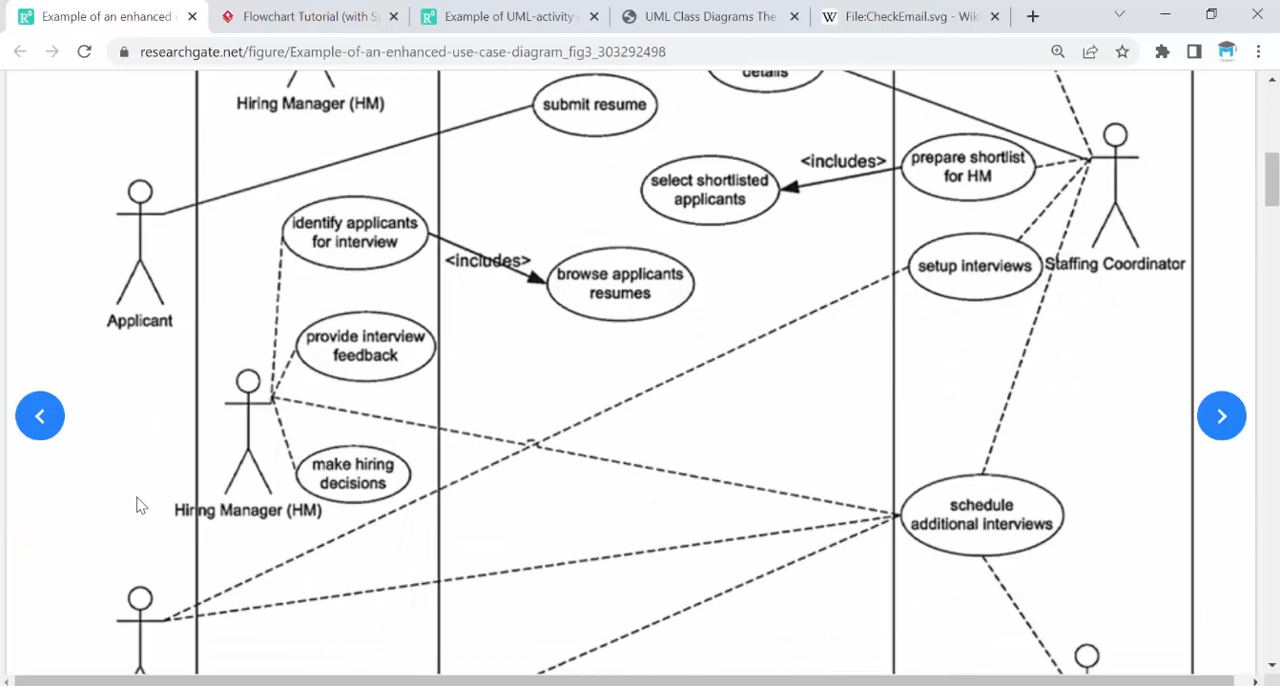 Example of an enhanced
Flowchart Tutorial (with Sy
Example of UML-activity
UML Class Diagrams The
W
File:CheckEmail.svg - Wik
researchgate.net/figure/Example-of-an-enhanced-use-case-diagram_fig3_303292498
details
Hiring Manager (HM)
submit resume
<includes>
prepare shortlist
for HM
select shortlisted
applicants
identify applicants
for interview
<includes>
browse applicants
resumes
setup interviews
Staffing Coordinator
Applicant
provide interview
feedback
make hiring
decisions
Hiring Manager (HM)
schedule
additional interviews